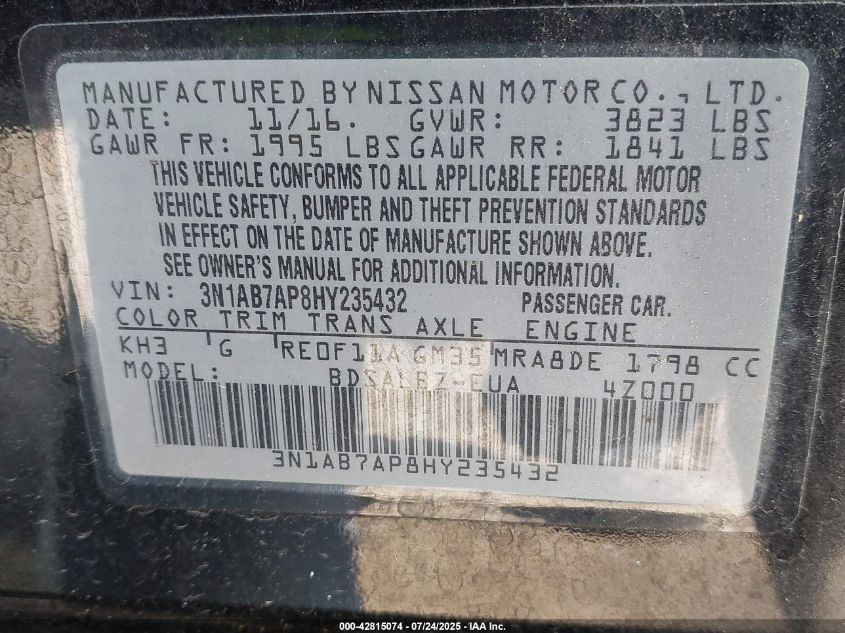 MANUFACTURED BY NISSAN MOTOR CO., LTD.
DATE: 11/16. GVWR: 3823 LBS
GAWR FR: 1995 LBS GAWR RR: 1841 LBS
THIS VEHICLE CONFORMS TO ALL APPLICABLE FEDERAL MOTOR
VEHICLE SAFETY, BUMPER AND THEFT PREVENTION STANDARDS
IN EFFECT ON THE DATE OF MANUFACTURE SHOWN ABOVE.
SEE OWNER'S MANUAL FOR ADDITIONAL INFORMATION.
VIN: 3N1AB7AP8HY235432 PASSENGER CAR.
COLOR TRIM TRANS AXLE ENGINE
KH3 G RE0F11A GM35 MRA8DE 1798 CC
MODEL: BDSALBZ-EUA 4Z000
3N1AB7AP8HY235432
000-42815074 - 07/24/2025 - IAA Inc.